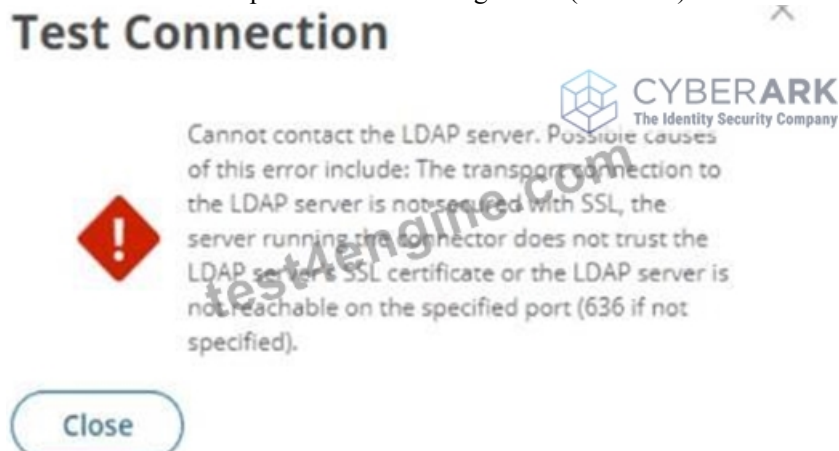 Test Connection
CYBERARK
The Identity Security Company
Cannot contact the LDAP server. Possible causes
of this error include: The transport connection to
the LDAP server is not secured with SSL, the
server running the connector does not trust the
LDAP server's SSL certificate or the LDAP server is
not reachable on the specified port (636 if not
specified).
test4engine.com
Close